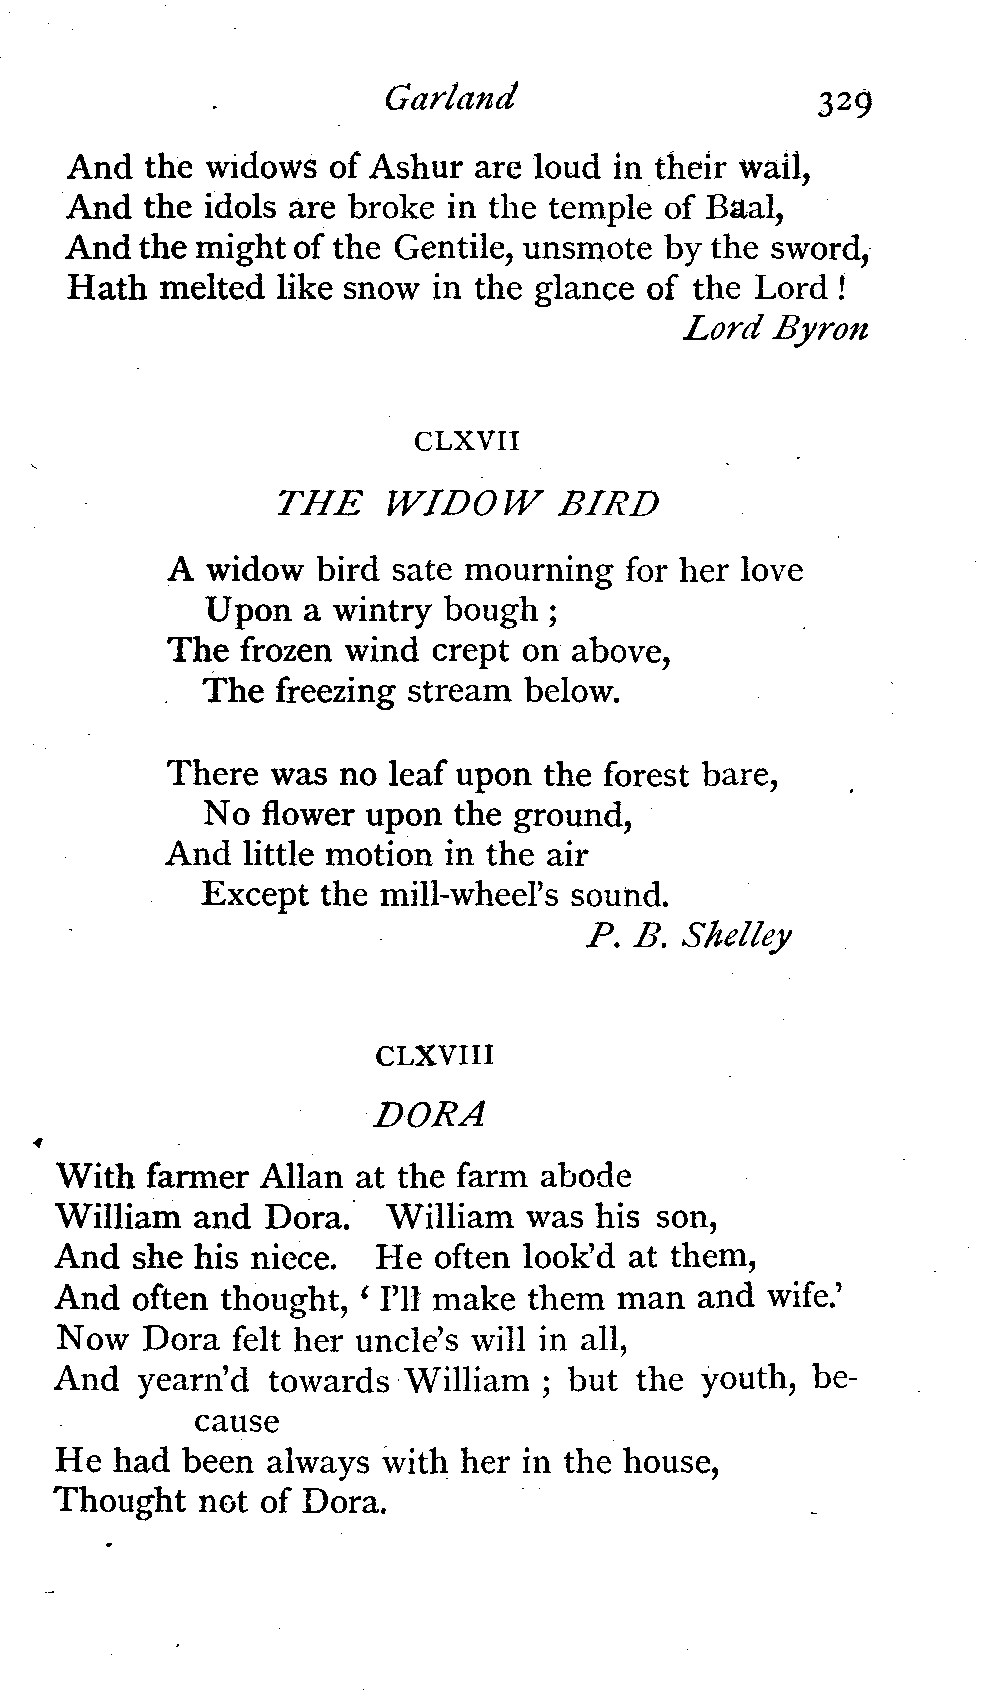 Garland 329
And the widows of Ashur are loud in their wail,
And the idols are broke in the temple of Baal,
And the might of the Gentile, unsmote by the sword,
Hath melted like snow in the glance of the Lord !
Lord Byron
CLXVII
THE WIDOW BIRD
A widow bird sate mourning for her love
Upon a wintry bough ;
The frozen wind crept on above,
The freezing stream below.
There was no leaf upon the forest bare,
No flower upon the ground,
And little motion in the air
Except the mill-wheel's sound.
P. B. Shelley
CLXVIII
DORA
With farmer Allan at the farm abode
William and Dora. William was his son,
And she his niece. He often look'd at them,
And often thought, ‘ I'll make them man and wife.’
Now Dora felt her uncle's will in all,
And yearn'd towards William ; but the youth, be-
cause
He had been always with her in the house,
Thought not of Dora.